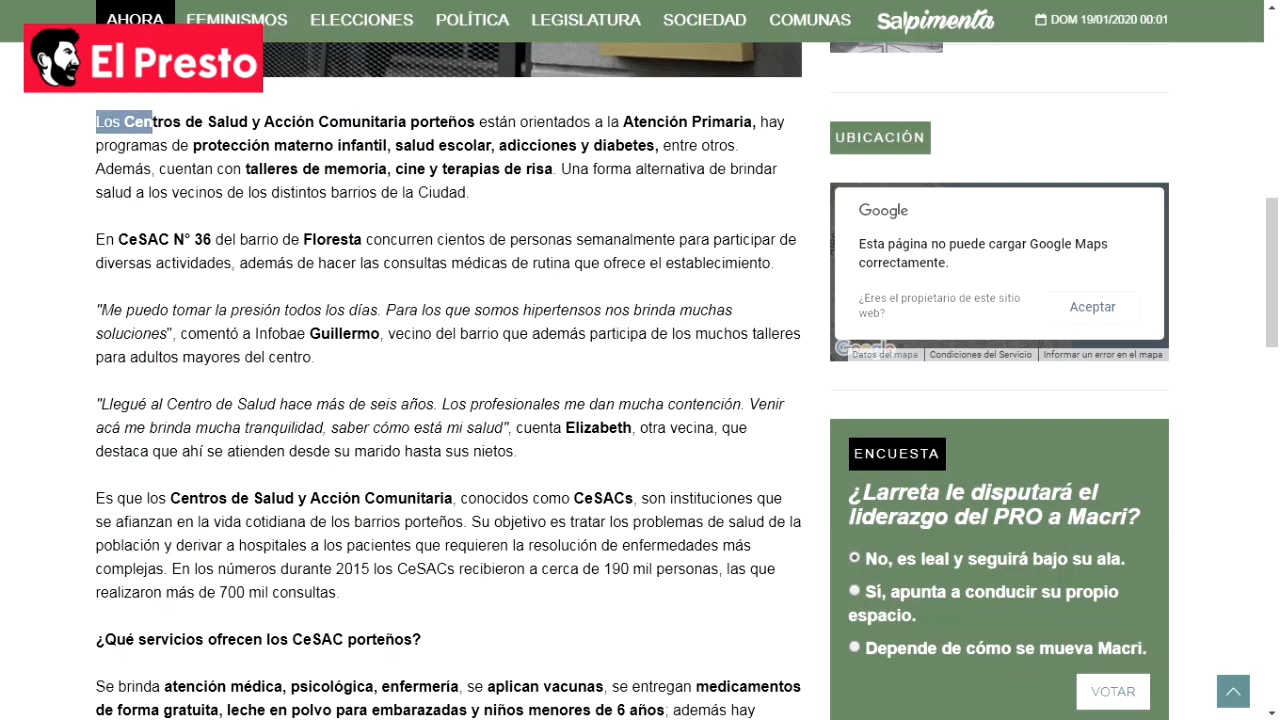 AHORA FEMINISMOS ELECCIONES POLÍTICA LEGISLATURA SOCIEDAD COMUNAS Salpimenta DOM 19/01/2020 00:01
El Presto
Los Centros de Salud y Acción Comunitaria porteños están orientados a la Atención Primaria, hay
programas de protección materno infantil, salud escolar, adicciones y diabetes, entre otros.
Además, cuentan con talleres de memoria, cine y terapias de risa. Una forma alternativa de brindar
salud a los vecinos de los distintos barrios de la Ciudad.
En CeSAC N° 36 del barrio de Floresta concurren cientos de personas semanalmente para participar de
diversas actividades, además de hacer las consultas médicas de rutina que ofrece el establecimiento.
"Me puedo tomar la presión todos los días. Para los que somos hipertensos nos brinda muchas
soluciones", comentó a Infobae Guillermo, vecino del barrio que además participa de los muchos talleres
para adultos mayores del centro.
"Llegué al Centro de Salud hace más de seis años. Los profesionales me dan mucha contención. Venir
acá me brinda mucha tranquilidad, saber cómo está mi salud", cuenta Elizabeth, otra vecina, que
destaca que ahí se atienden desde su marido hasta sus nietos.
Es que los Centros de Salud y Acción Comunitaria, conocidos como CeSACs, son instituciones que
se afianzan en la vida cotidiana de los barrios porteños. Su objetivo es tratar los problemas de salud de la
población y derivar a hospitales a los pacientes que requieren la resolución de enfermedades más
complejas. En los números durante 2015 los CeSACs recibieron a cerca de 190 mil personas, las que
realizaron más de 700 mil consultas.
¿Qué servicios ofrecen los CeSAC porteños?
Se brinda atención médica, psicológica, enfermería, se aplican vacunas, se entregan medicamentos
de forma gratuita, leche en polvo para embarazadas y niños menores de 6 años; además hay
UBICACIÓN
Google
Esta página no puede cargar Google Maps
correctamente.
¿Eres el propietario de este sitio
web?
Aceptar
Google
Datos del mapa Condiciones del Servicio Informar un error en el mapa
ENCUESTA
¿Larreta le disputará el
liderazgo del PRO a Macri?
No, es leal y seguirá bajo su ala.
Sí, apunta a conducir su propio
espacio.
Depende de cómo se mueva Macri.
VOTAR